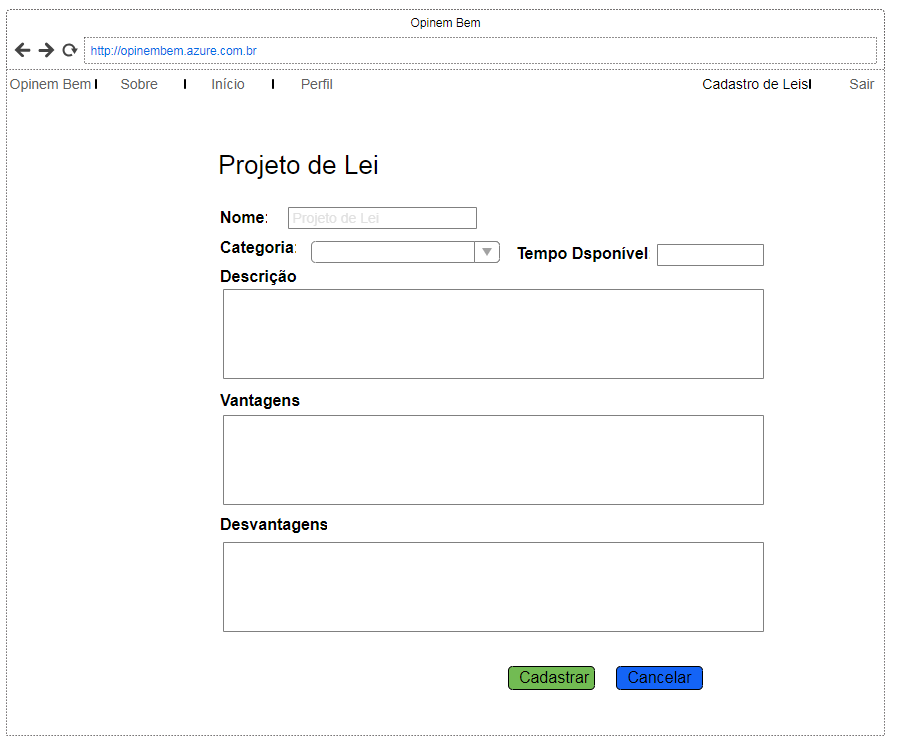 Opinem Bem
http://opinembem.azure.com.br
Opinem Bem Sobre Início Perfil Cadastro de Leis Sair
Projeto de Lei
Nome: Projeto de Lei
Categoria: Tempo Dsponível
Descrição
Vantagens
Desvantagens
Cadastrar Cancelar